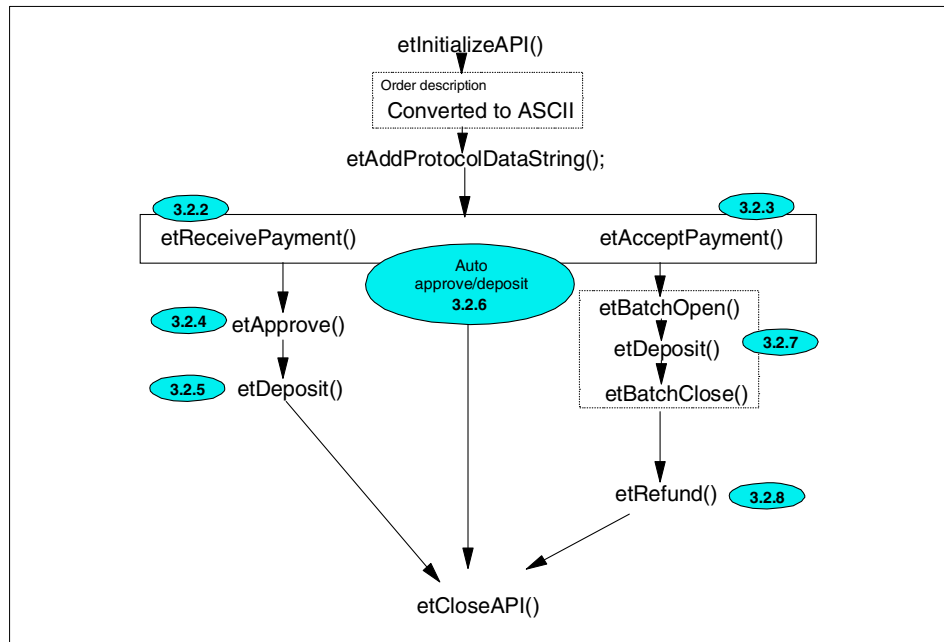 etInitializeAPI()
Order description
Converted to ASCII
etAddProtocolDataString();
3.2.2
3.2.3
etReceivePayment()
etAcceptPayment()
Auto
approve/deposit
3.2.6
3.2.4
etApprove()
3.2.5
etDeposit()
etBatchOpen()
etDeposit()
3.2.7
etBatchClose()
etRefund()
3.2.8
etCloseAPI()